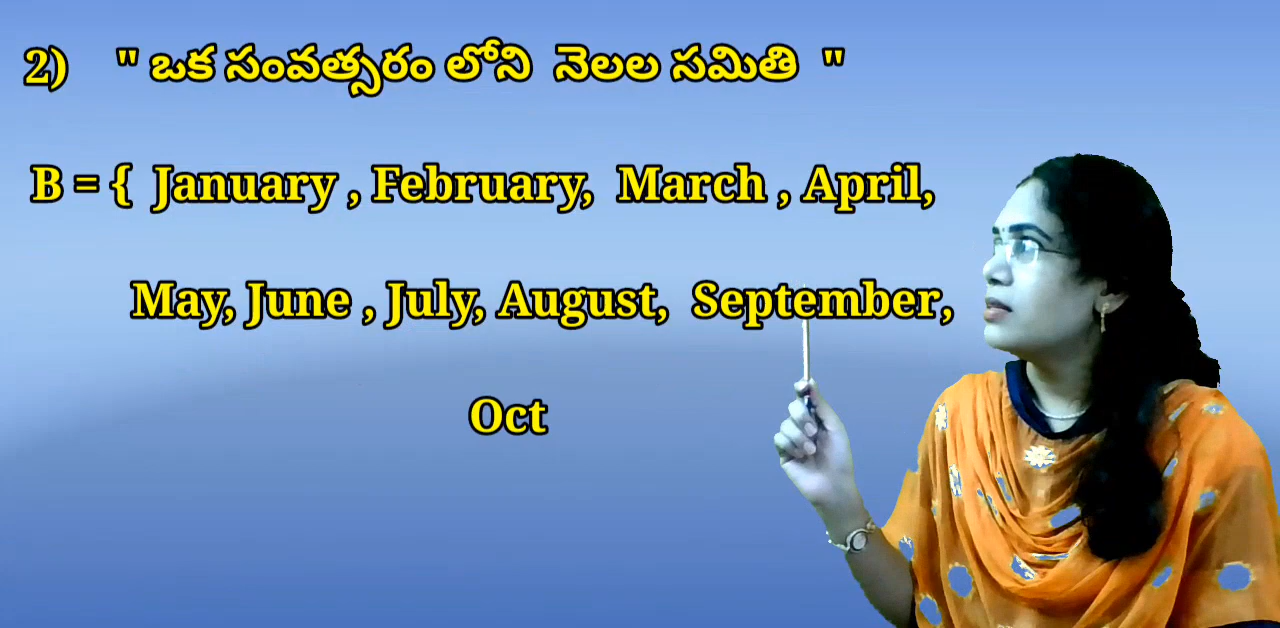 2) " ఒక సంవత్సరం లోని నెలల సమితి "
B = { January , February, March , April,
May, June , July, August, September,
Oct